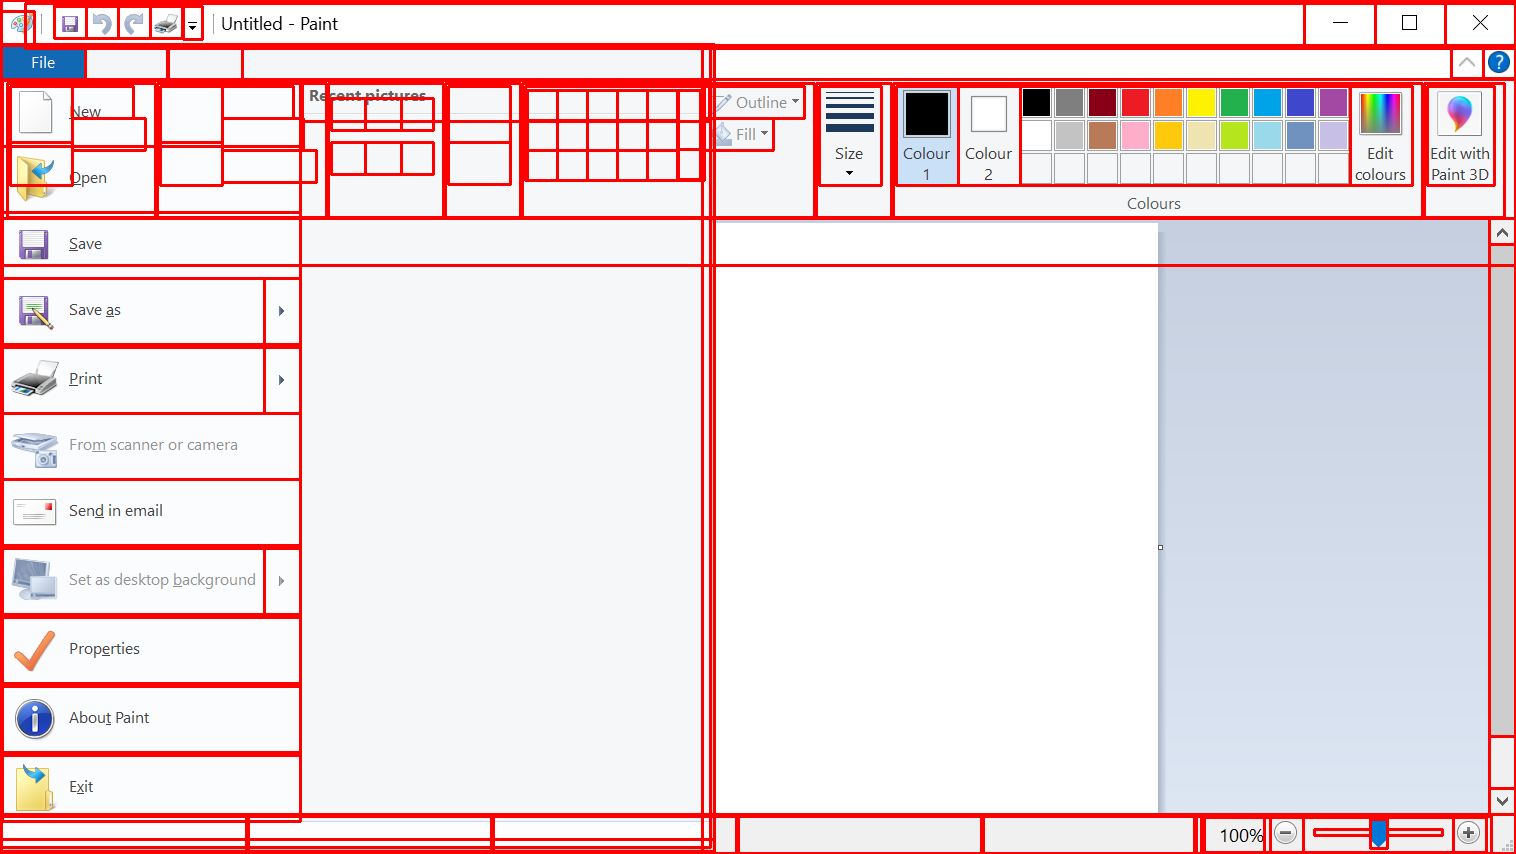 Untitled - Paint
File
New
Recent pictures
Outline
Fill
Size
Colour 1
Colour 2
Edit colours
Edit with Paint 3D
Colours
Open
Save
Save as
Print
From scanner or camera
Send in email
Set as desktop background
Properties
About Paint
Exit
100%